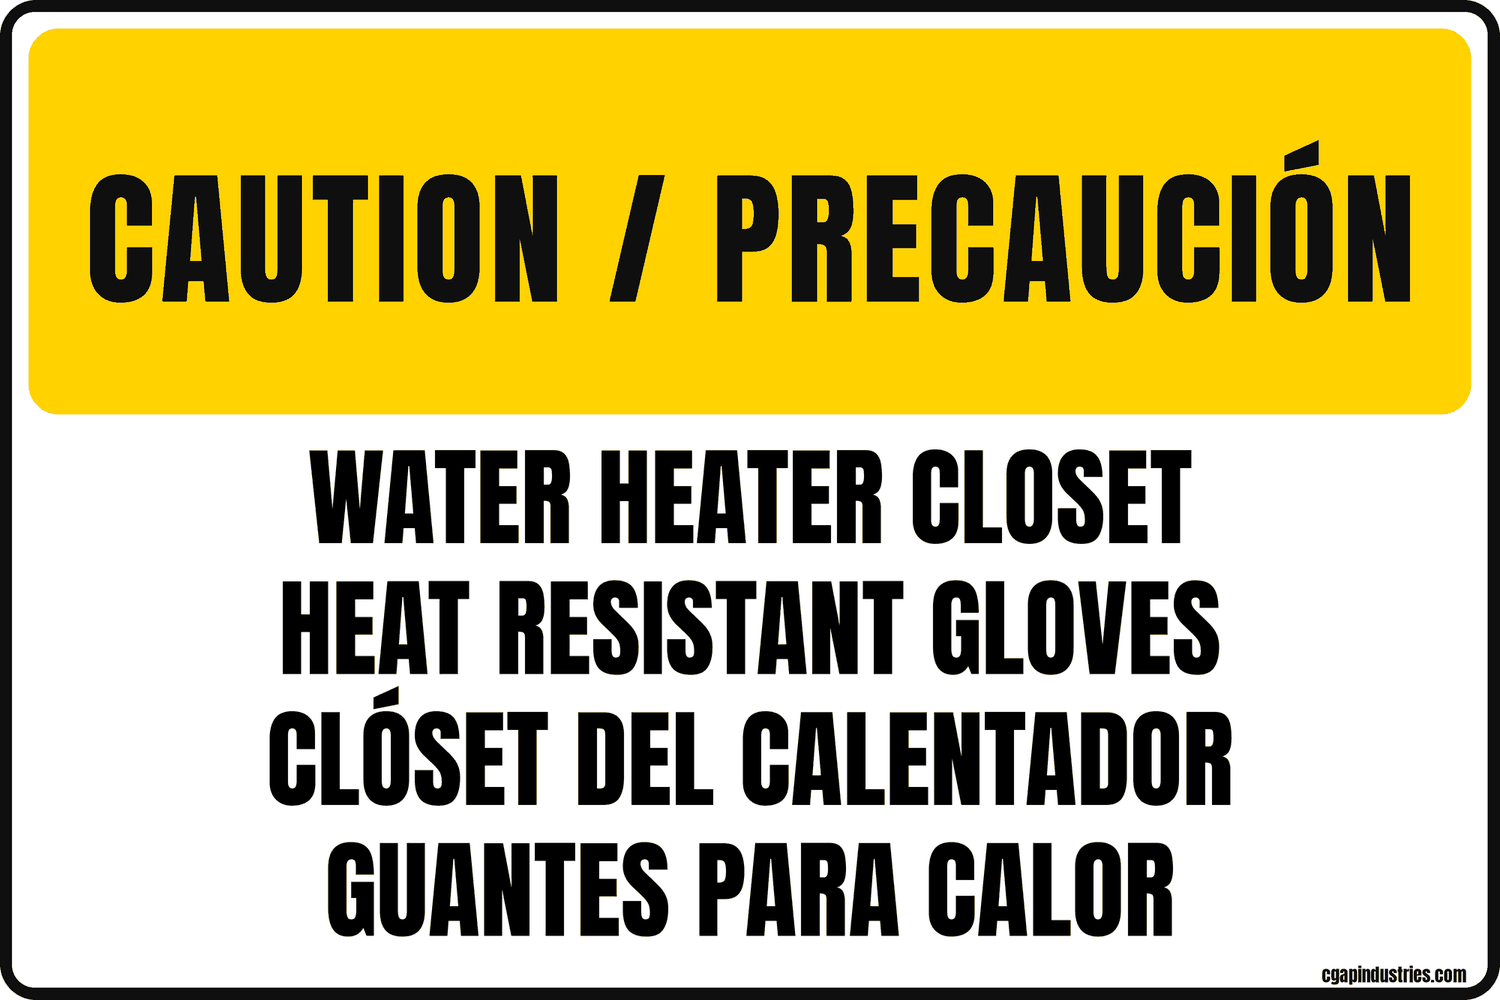 CAUTION / PRECAUCIÓN
WATER HEATER CLOSET
HEAT RESISTANT GLOVES
CLÓSET DEL CALENTADOR
GUANTES PARA CALOR
cgapindustries.com